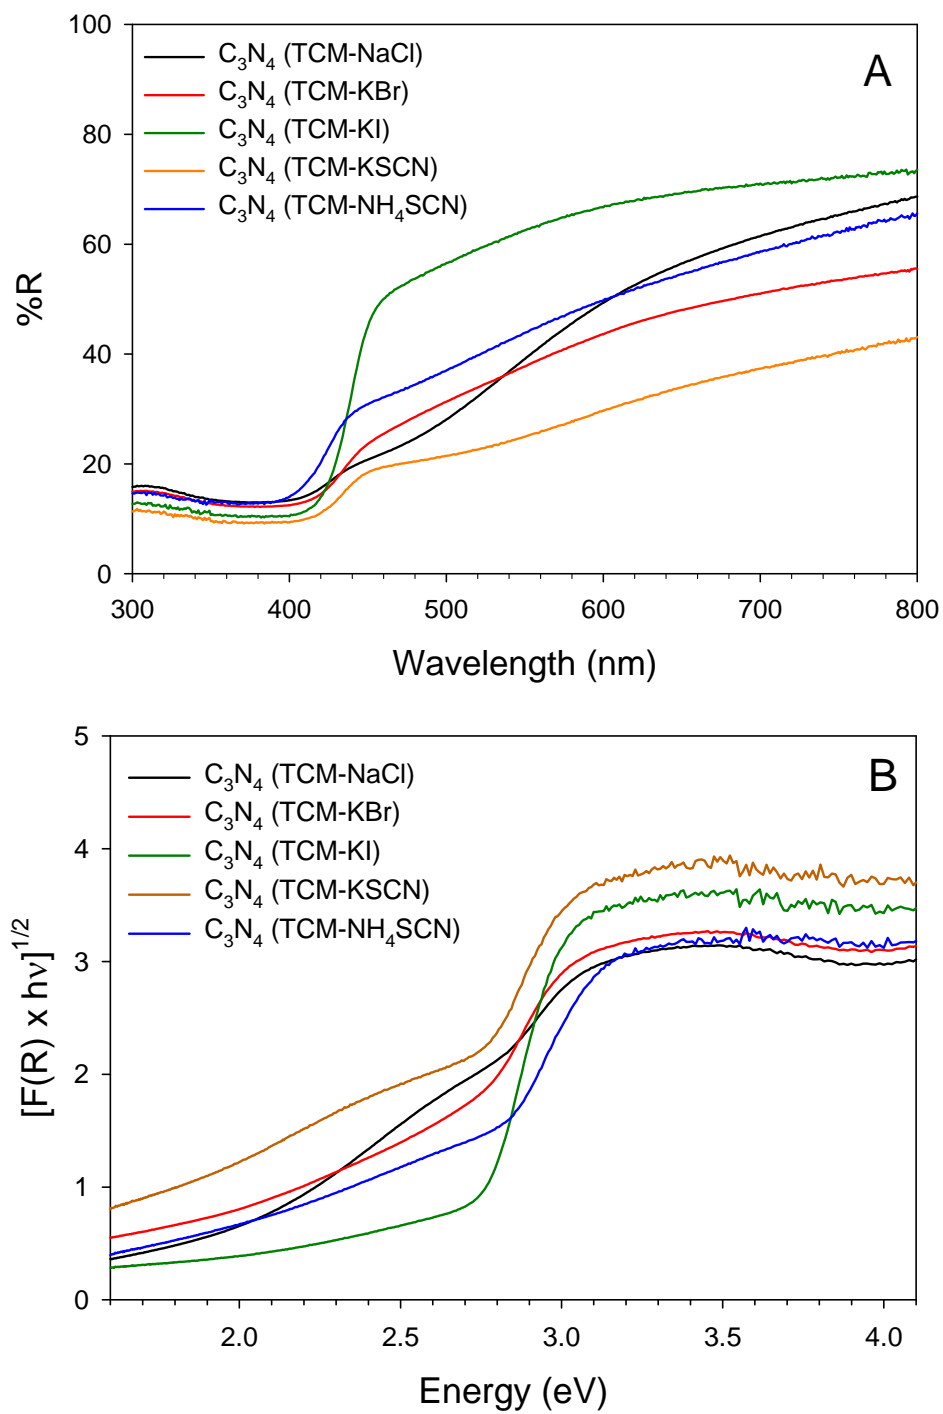 100
80
60
40
20
0
%R
C₃N₄ (TCM-NaCl)
C₃N₄ (TCM-KBr)
C₃N₄ (TCM-KI)
C₃N₄ (TCM-KSCN)
C₃N₄ (TCM-NH₄SCN)
A
300 400 500 600 700 800
Wavelength (nm)
5
4
3
2
1
0
[F(R) x hν]¹/²
C₃N₄ (TCM-NaCl)
C₃N₄ (TCM-KBr)
C₃N₄ (TCM-KI)
C₃N₄ (TCM-KSCN)
C₃N₄ (TCM-NH₄SCN)
B
2.0 2.5 3.0 3.5 4.0
Energy (eV)